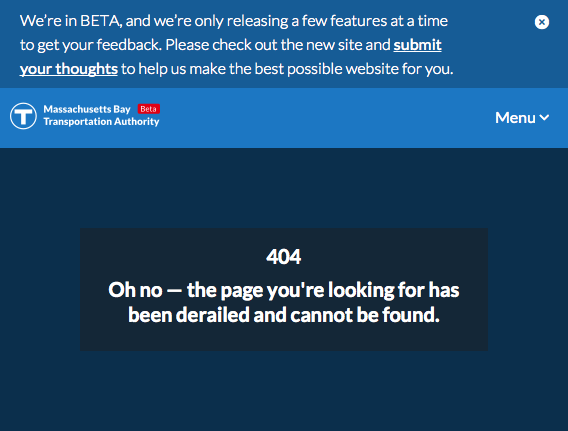 We’re in BETA, and we’re only releasing a few features at a time
to get your feedback. Please check out the new site and submit
your thoughts to help us make the best possible website for you.
T
Massachusetts Bay Beta
Transportation Authority
Menu
404
Oh no — the page you're looking for has
been derailed and cannot be found.